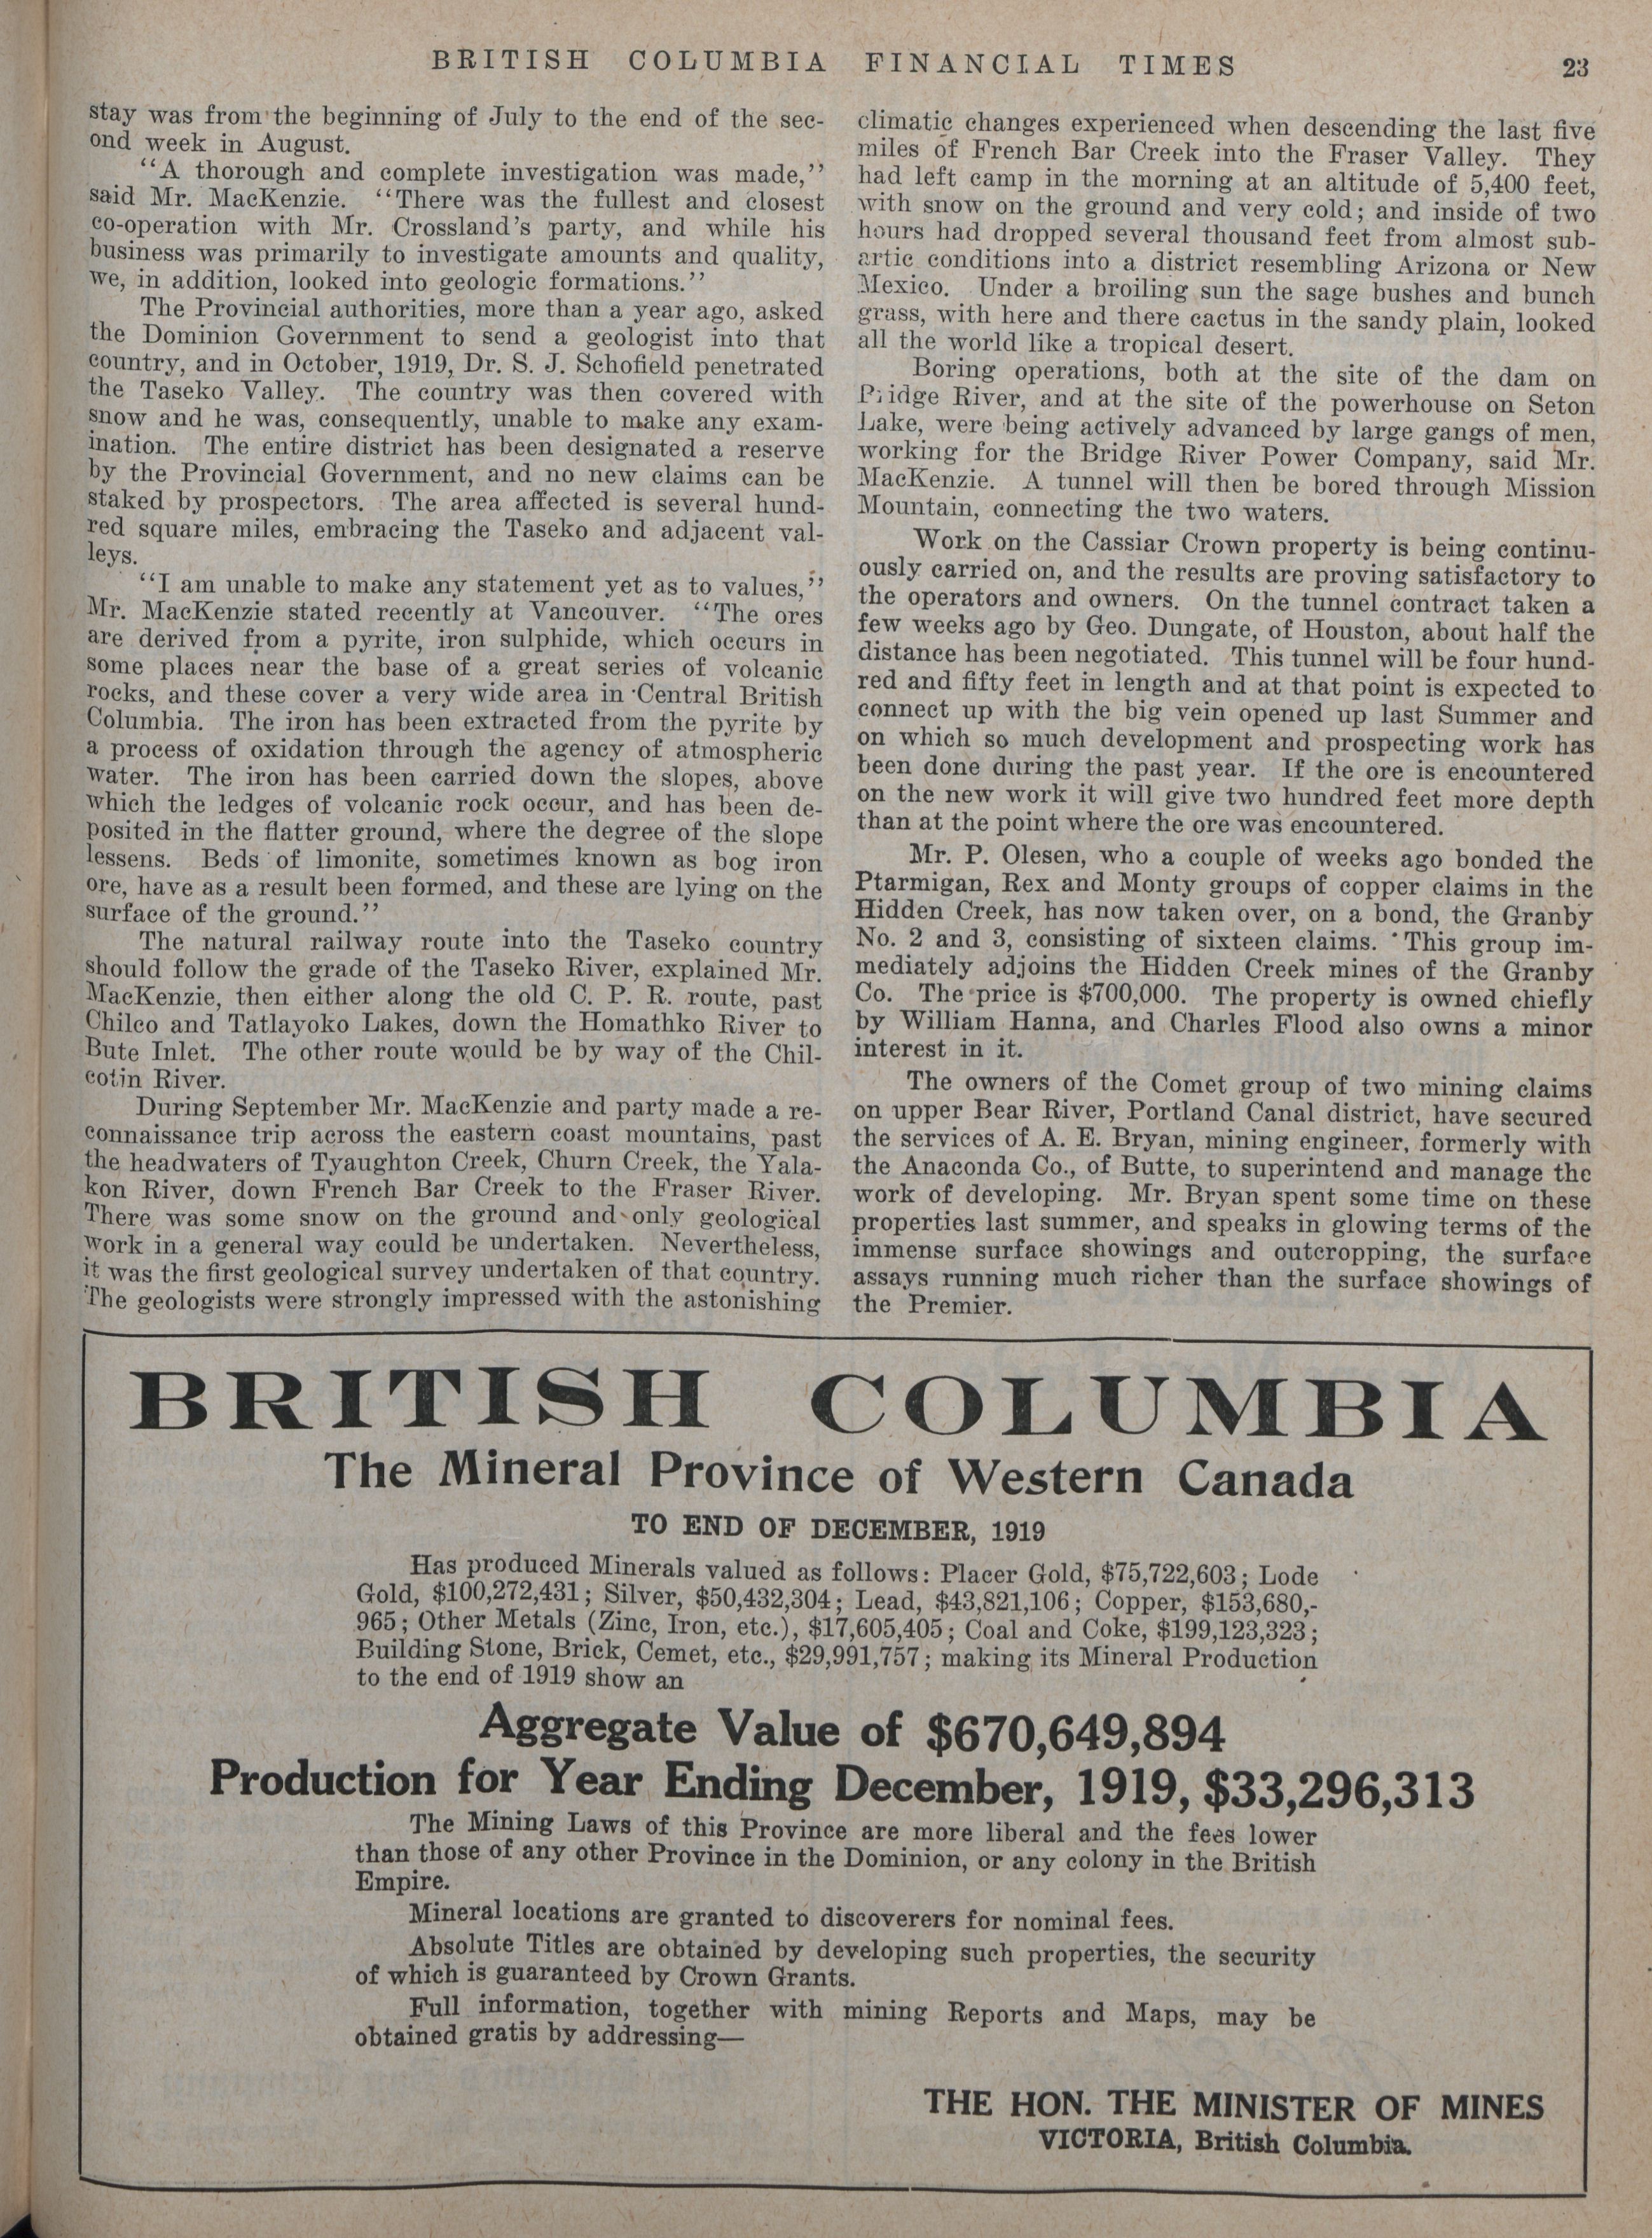 BRITISH COLUMBIA FINANCIAL TIMES 23
stay was from the beginning of July to the end of the sec-
ond week in August.
“A thorough and complete investigation was made,”
said Mr. MacKenzie. “There was the fullest and closest
co-operation with Mr. Crossland’s party, and while his
business was primarily to investigate amounts and quality,
we, in addition, looked into geologic formations.”
The Provincial authorities, more than a year ago, asked
the Dominion Government to send a geologist into that
country, and in October, 1919, Dr. S. J. Schofield penetrated
the Taseko Valley. The country was then covered with
snow and he was, consequently, unable to make any exam-
ination. The entire district has been designated a reserve
by the Provincial Government, and no new claims can be
staked by prospectors. The area affected is several hund-
red square miles, embracing the Taseko and adjacent val-
leys.
“I am unable to make any statement yet as to values,”
Mr. MacKenzie stated recently at Vancouver. “The ores
are derived from a pyrite, iron sulphide, which occurs in
some places near the base of a great series of volcanic
rocks, and these cover a very wide area in Central British
Columbia. The iron has been extracted from the pyrite by
a process of oxidation through the agency of atmospheric
water. The iron has been carried down the slopes, above
which the ledges of volcanic rock occur, and has been de-
posited in the flatter ground, where the degree of the slope
lessens. Beds of limonite, sometimes known as bog iron
ore, have as a result been formed, and these are lying on the
surface of the ground.”
The natural railway route into the Taseko country
should follow the grade of the Taseko River, explained Mr.
MacKenzie, then either along the old C. P. R. route, past
Chilco and Tatlayoko Lakes, down the Homathko River to
Bute Inlet. The other route would be by way of the Chil-
cotin River.
During September Mr. MacKenzie and party made a re-
connaissance trip across the eastern coast mountains, past
the headwaters of Tyaughton Creek, Churn Creek, the Yala-
kon River, down French Bar Creek to the Fraser River.
There was some snow on the ground and only geological
work in a general way could be undertaken. Nevertheless,
it was the first geological survey undertaken of that country.
The geologists were strongly impressed with the astonishing
climatic changes experienced when descending the last five
miles of French Bar Creek into the Fraser Valley. They
had left camp in the morning at an altitude of 5,400 feet,
with snow on the ground and very cold; and inside of two
hours had dropped several thousand feet from almost sub-
artic conditions into a district resembling Arizona or New
Mexico. Under a broiling sun the sage bushes and bunch
grass, with here and there cactus in the sandy plain, looked
all the world like a tropical desert.
Boring operations, both at the site of the dam on
Bridge River, and at the site of the powerhouse on Seton
Lake, were being actively advanced by large gangs of men,
working for the Bridge River Power Company, said Mr.
MacKenzie. A tunnel will then be bored through Mission
Mountain, connecting the two waters.
Work on the Cassiar Crown property is being continu-
ously carried on, and the results are proving satisfactory to
the operators and owners. On the tunnel contract taken a
few weeks ago by Geo. Dungate, of Houston, about half the
distance has been negotiated. This tunnel will be four hund-
red and fifty feet in length and at that point is expected to
connect up with the big vein opened up last Summer and
on which so much development and prospecting work has
been done during the past year. If the ore is encountered
on the new work it will give two hundred feet more depth
than at the point where the ore was encountered.
Mr. P. Olesen, who a couple of weeks ago bonded the
Ptarmigan, Rex and Monty groups of copper claims in the
Hidden Creek, has now taken over, on a bond, the Granby
No. 2 and 3, consisting of sixteen claims. This group im-
mediately adjoins the Hidden Creek mines of the Granby
Co. The price is $700,000. The property is owned chiefly
by William Hanna, and Charles Flood also owns a minor
interest in it.
The owners of the Comet group of two mining claims
on upper Bear River, Portland Canal district, have secured
the services of A. E. Bryan, mining engineer, formerly with
the Anaconda Co., of Butte, to superintend and manage the
work of developing. Mr. Bryan spent some time on these
properties last summer, and speaks in glowing terms of the
immense surface showings and outcropping, the surface
assays running much richer than the surface showings of
the Premier.
BRITISH COLUMBIA
The Mineral Province of Western Canada
TO END OF DECEMBER, 1919
Has produced Minerals valued as follows: Placer Gold, $75,722,603; Lode
Gold, $100,272,431; Silver, $50,432,304; Lead, $43,821,106; Copper, $153,680,-
965; Other Metals (Zinc, Iron, etc.), $17,605,405; Coal and Coke, $199,123,323;
Building Stone, Brick, Cemet, etc., $29,991,757; making its Mineral Production
to the end of 1919 show an
Aggregate Value of $670,649,894
Production for Year Ending December, 1919, $33,296,313
The Mining Laws of this Province are more liberal and the fees lower
than those of any other Province in the Dominion, or any colony in the British
Empire.
Mineral locations are granted to discoverers for nominal fees.
Absolute Titles are obtained by developing such properties, the security
of which is guaranteed by Crown Grants.
Full information, together with mining Reports and Maps, may be
obtained gratis by addressing—
THE HON. THE MINISTER OF MINES
VICTORIA, British Columbia.